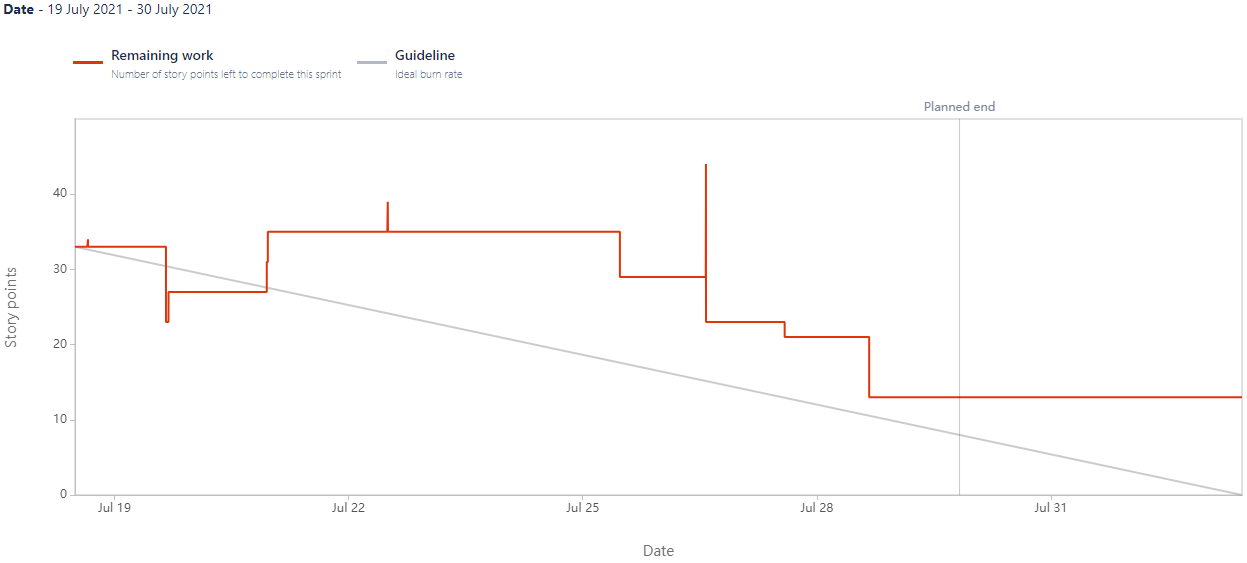 Date - 19 July 2021 - 30 July 2021
Remaining work
Number of story points left to complete this sprint
Guideline
Ideal burn rate
Planned end
Story points
40
30
20
10
0
Jul 19
Jul 22
Jul 25
Jul 28
Jul 31
Date